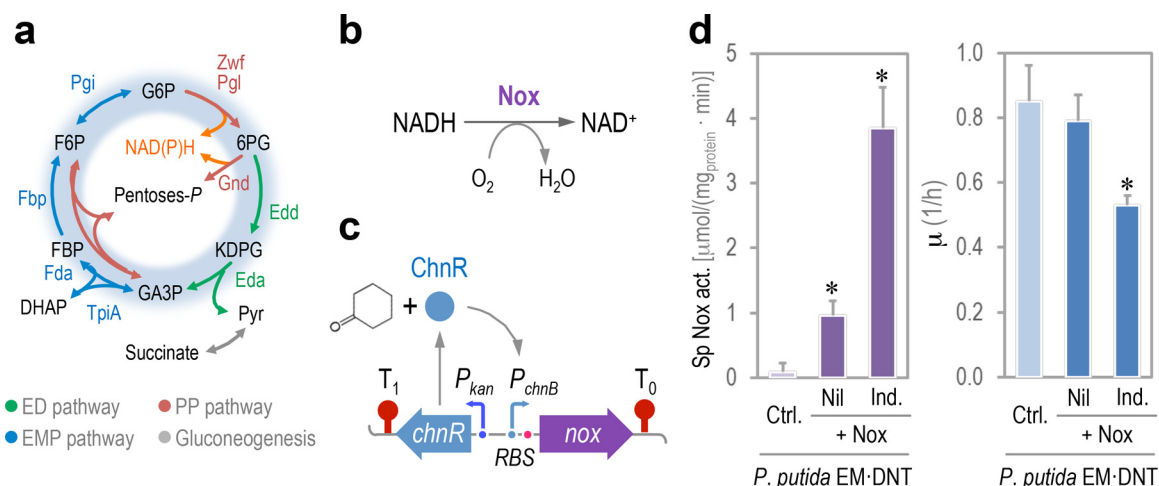 a
Zwf
Pgl
Pgi
G6P
F6P
NAD(P)H
6PG
Gnd
Pentoses-P
Fbp
Edd
FBP
KDPG
Fda
Eda
GA3P
DHAP
TpiA
Pyr
Succinate
ED pathway
PP pathway
EMP pathway
Gluconeogenesis
b
Nox
NADH
NAD+
O2
H2O
c
ChnR
+
O
T1
Pkan
PchnB
T0
chnR
nox
RBS
d
Sp Nox act. [μmol/(mgprotein · min)]
5
4
3
2
1
0
*
*
Ctrl.
Nil
Ind.
+ Nox
P. putida EM·DNT
μ (1/h)
1.0
0.8
0.6
0.4
0.2
0.0
*
Ctrl.
Nil
Ind.
+ Nox
P. putida EM·DNT